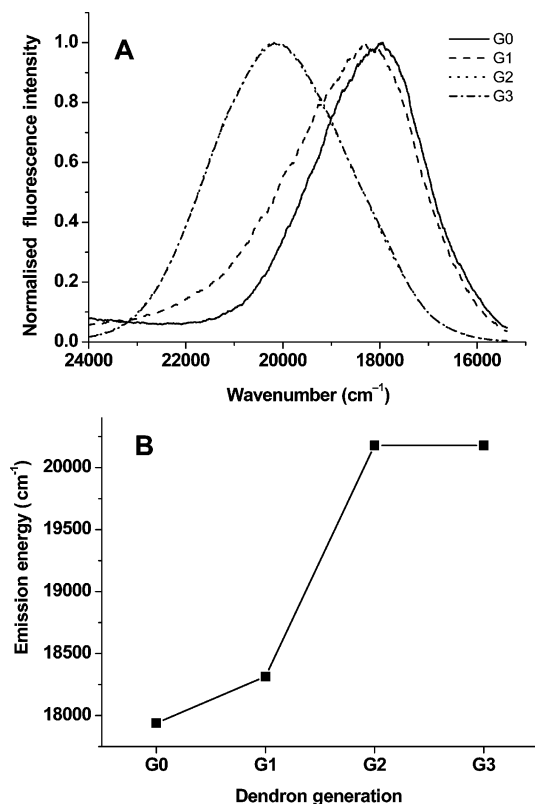 A
G0
G1
G2
G3
Normalised fluorescence intensity
1.0
0.8
0.6
0.4
0.2
0.0
24000 22000 20000 18000 16000
Wavenumber (cm⁻¹)
B
Emission energy (cm⁻¹)
20000
19500
19000
18500
18000
G0 G1 G2 G3
Dendron generation